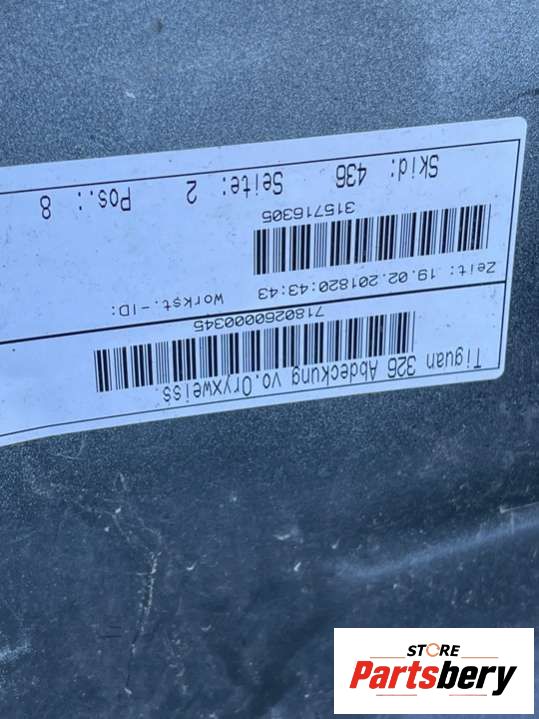 Tiguan 326 Abdeckung vo.Oryxweiss
7180260000345
Zeit: 19.02.201820:43:43 Workst.-ID:
315716305
Skid: 436 Seite: 2 Pos.: 8
STORE
Partsbery